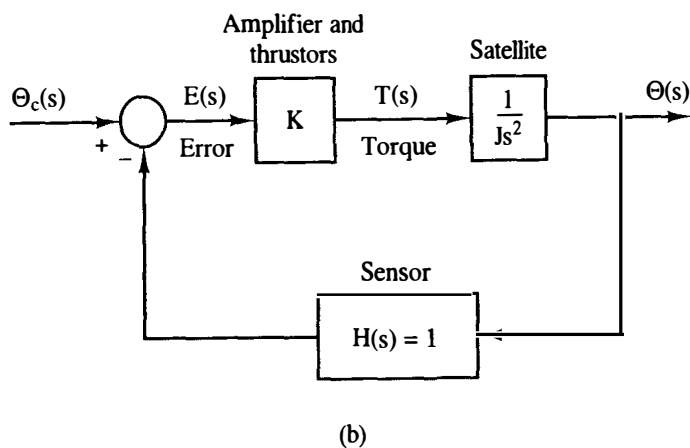 Amplifier and
thrustors
Satellite
Θc(s)
E(s)
K
T(s)
1
Js²
Θ(s)
+
−
Error
Torque
Sensor
H(s) = 1
(b)